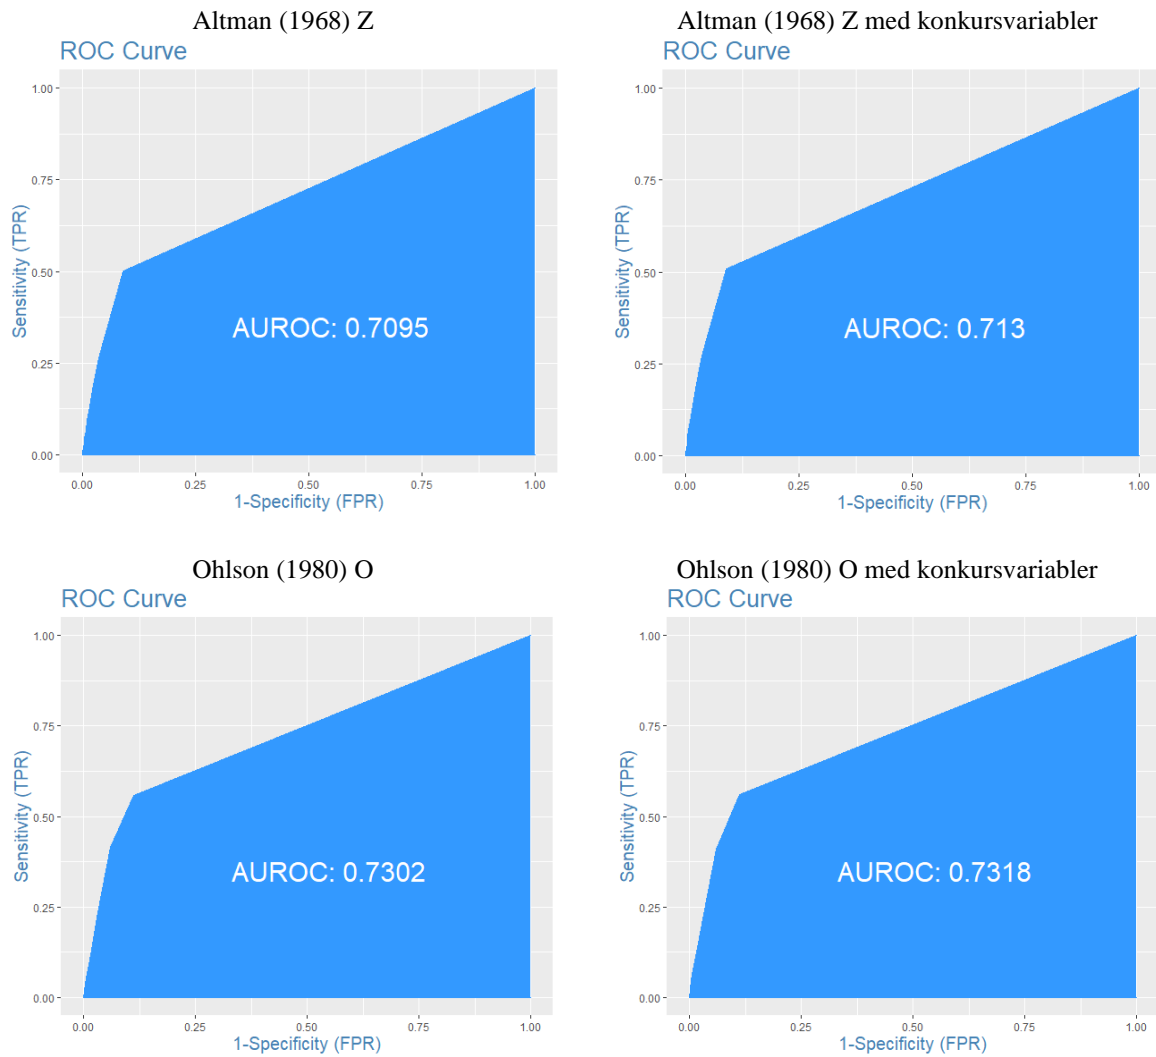 Altman (1968) Z
ROC Curve
1.00
0.75
0.50
0.25
0.00
Sensitivity (TPR)
AUROC: 0.7095
0.00 0.25 0.50 0.75 1.00
1-Specificity (FPR)
Altman (1968) Z med konkursvariabler
ROC Curve
1.00
0.75
0.50
0.25
0.00
Sensitivity (TPR)
AUROC: 0.713
0.00 0.25 0.50 0.75 1.00
1-Specificity (FPR)
Ohlson (1980) O
ROC Curve
1.00
0.75
0.50
0.25
0.00
Sensitivity (TPR)
AUROC: 0.7302
0.00 0.25 0.50 0.75 1.00
1-Specificity (FPR)
Ohlson (1980) O med konkursvariabler
ROC Curve
1.00
0.75
0.50
0.25
0.00
Sensitivity (TPR)
AUROC: 0.7318
0.00 0.25 0.50 0.75 1.00
1-Specificity (FPR)